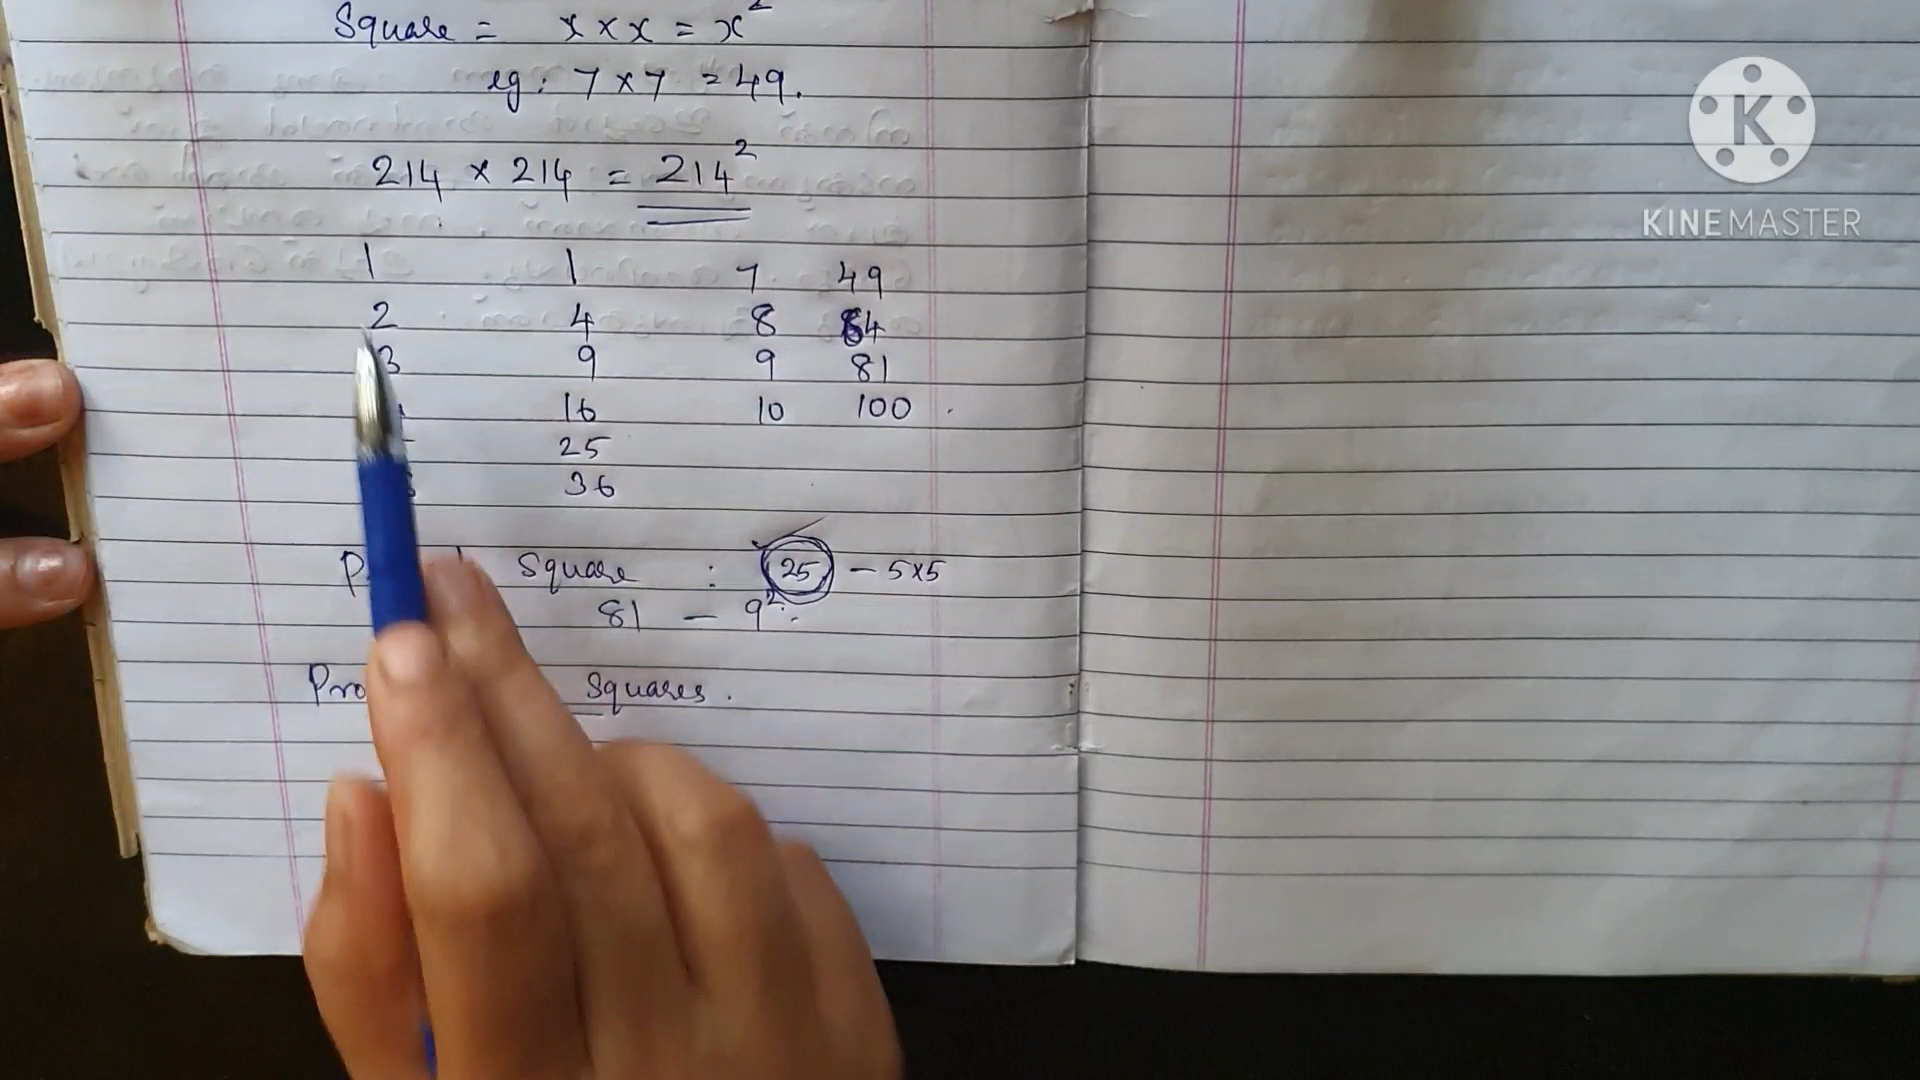 Square = x × x = x²
eg: 7 × 7 = 49.
214 × 214 = 214²
1 1 7 49
2 4 8 64
3 9 9 81
16 10 100
25
36
Square : 25 - 5×5
81 - 9²
Squares.
K
KINEMASTER